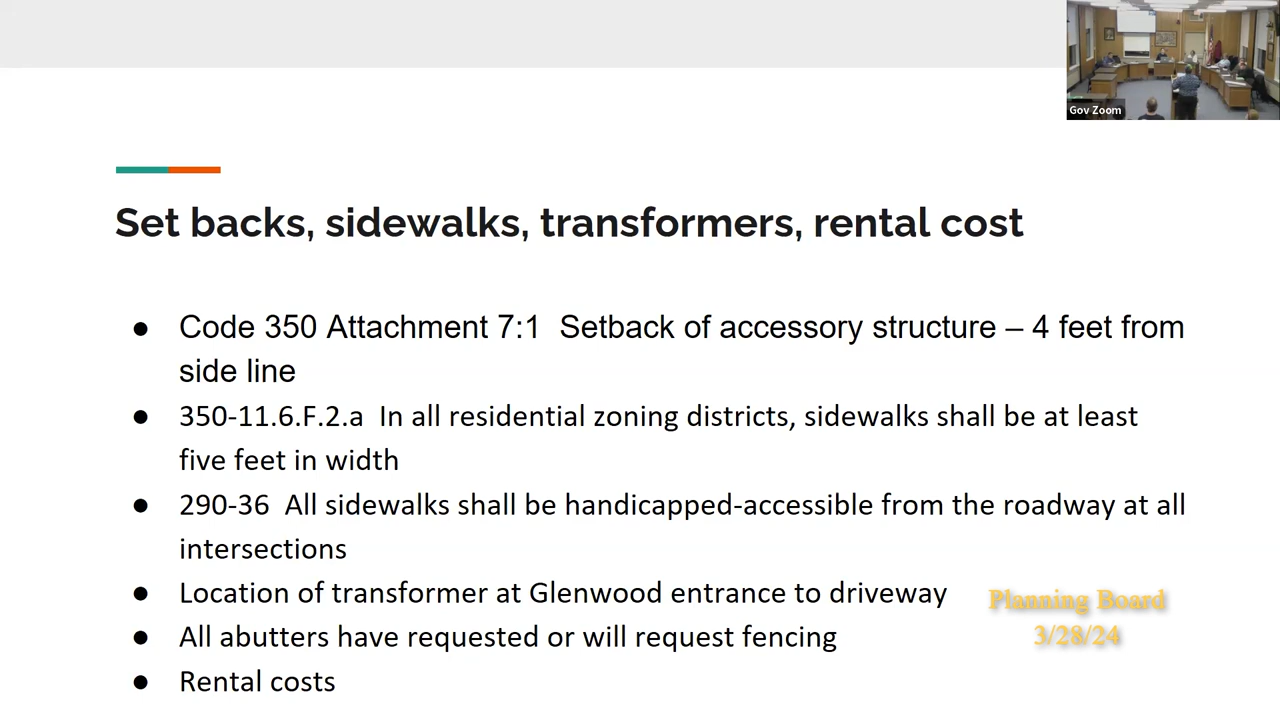 Gov Zoom
Set backs, sidewalks, transformers, rental cost
● Code 350 Attachment 7:1  Setback of accessory structure – 4 feet from
side line
● 350-11.6.F.2.a  In all residential zoning districts, sidewalks shall be at least
five feet in width
● 290-36  All sidewalks shall be handicapped-accessible from the roadway at all
intersections
● Location of transformer at Glenwood entrance to driveway
● All abutters have requested or will request fencing
● Rental costs
Planning Board
3/28/24